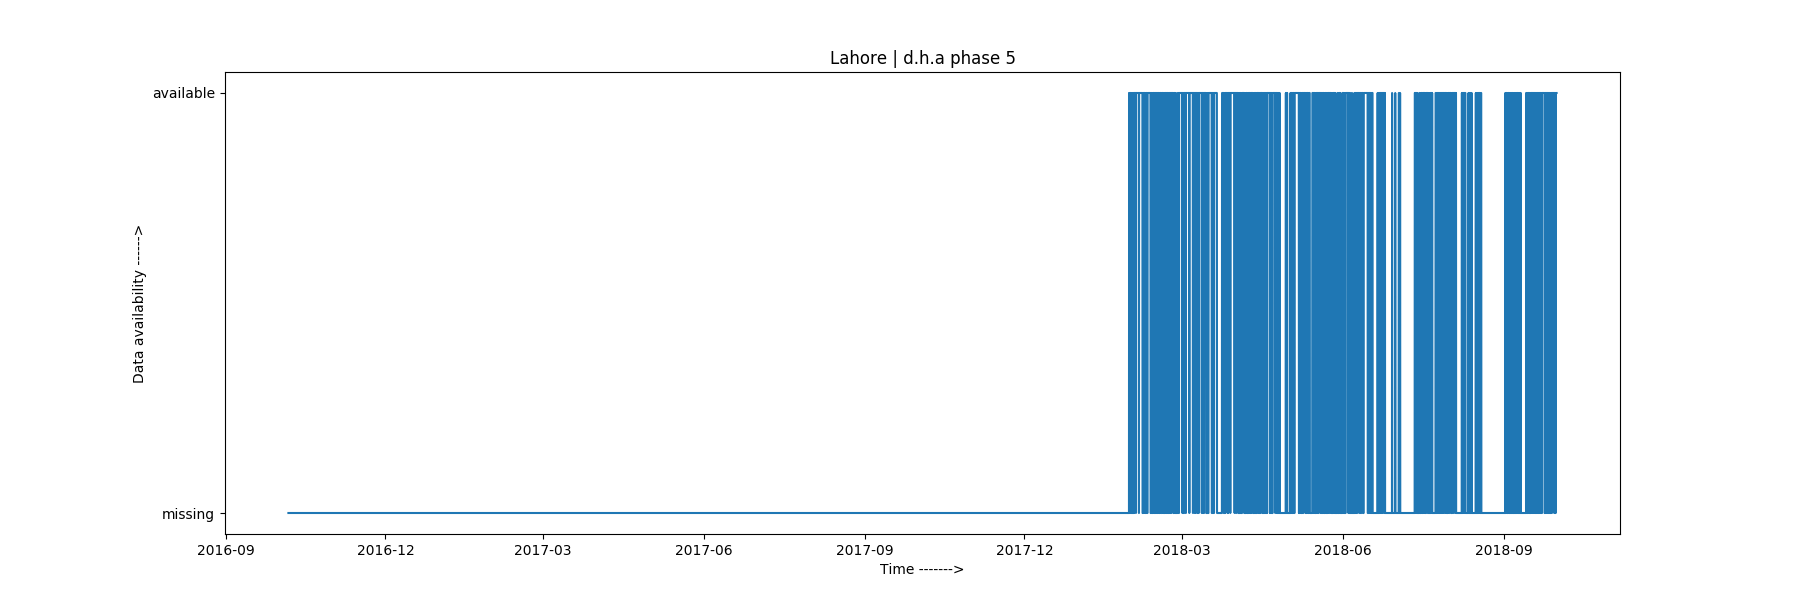 Lahore | d.h.a phase 5
available
missing
Data availability ------->
2016-09 2016-12 2017-03 2017-06 2017-09 2017-12 2018-03 2018-06 2018-09
Time ------->